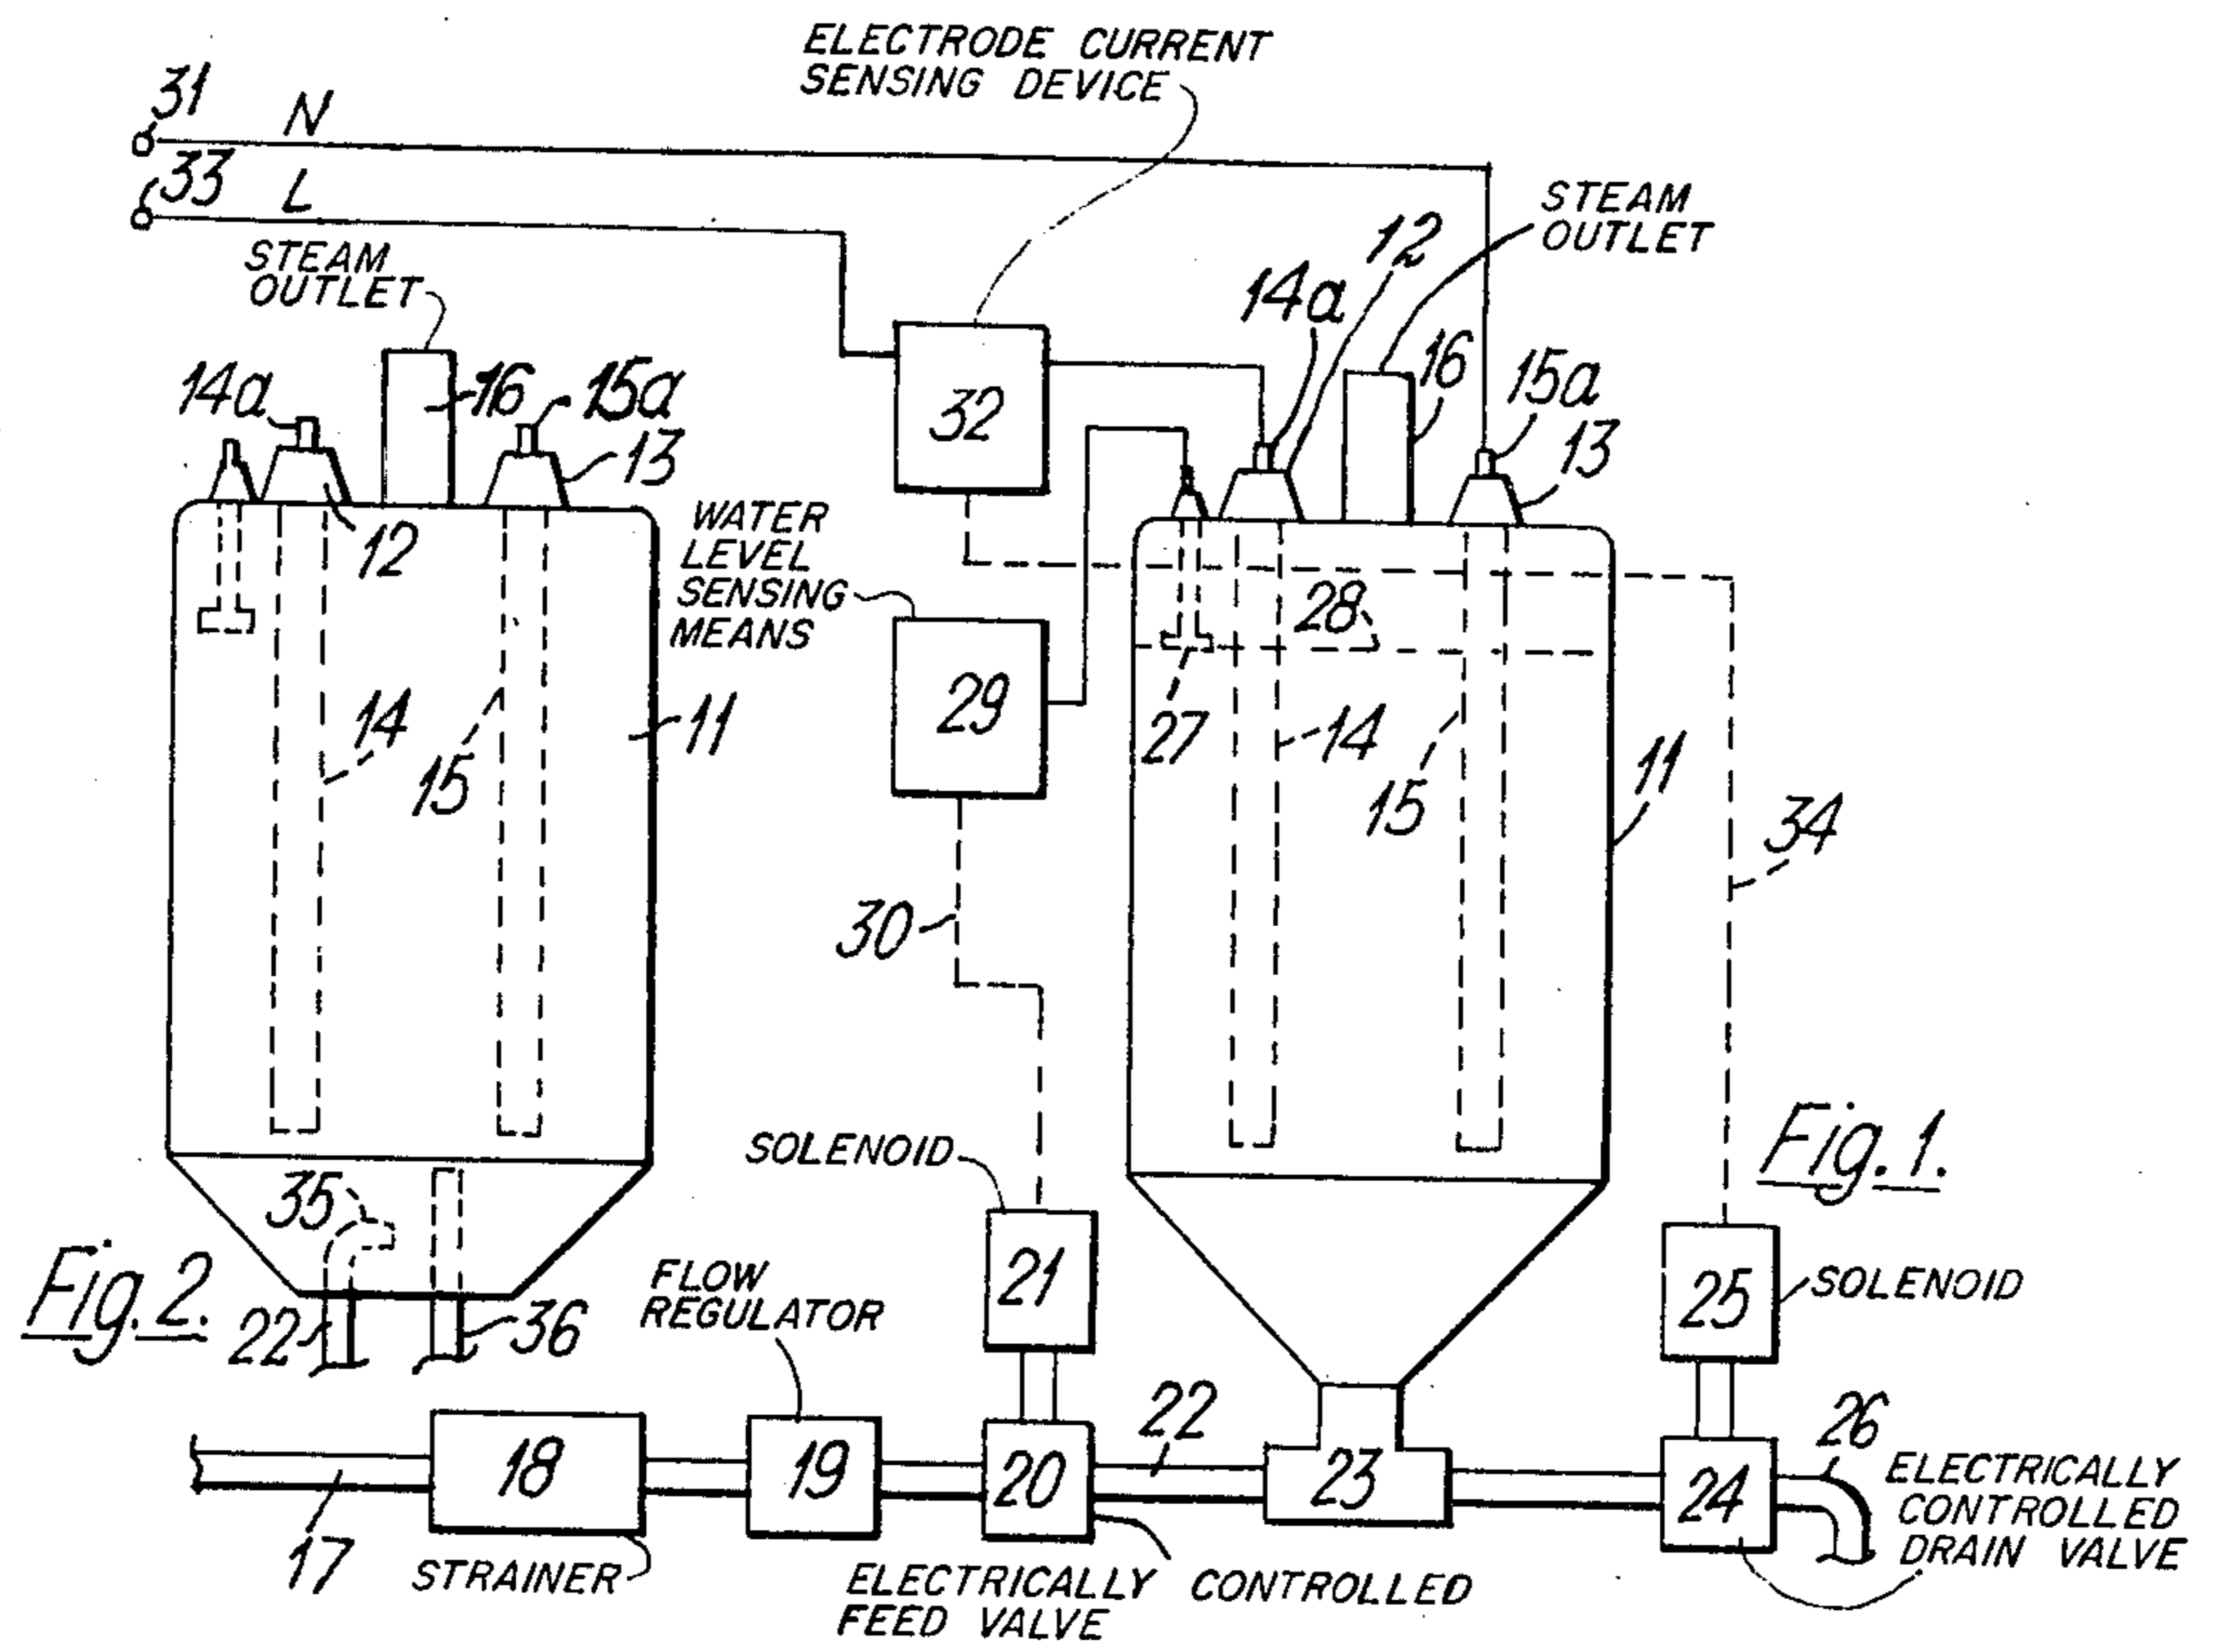 ELECTRODE CURRENT
SENSING DEVICE
31
N
33
L
STEAM
OUTLET
STEAM
OUTLET
12
14a
16
15a
13
32
14a
16
15a
13
12
WATER
LEVEL
SENSING
MEANS
28
29
27
14
15
11
14
15
11
34
30
Fig. 1.
SOLENOID
35
21
25
SOLENOID
Fig. 2.
22
36
FLOW
REGULATOR
22
26
18
19
20
23
24
ELECTRICALLY
CONTROLLED
DRAIN VALVE
17
STRAINER
ELECTRICALLY CONTROLLED
FEED VALVE